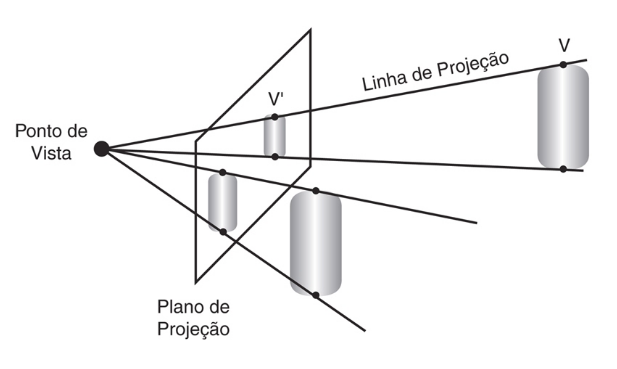 V
Linha de Projeção
V'
Ponto de
Vista
Plano de
Projeção